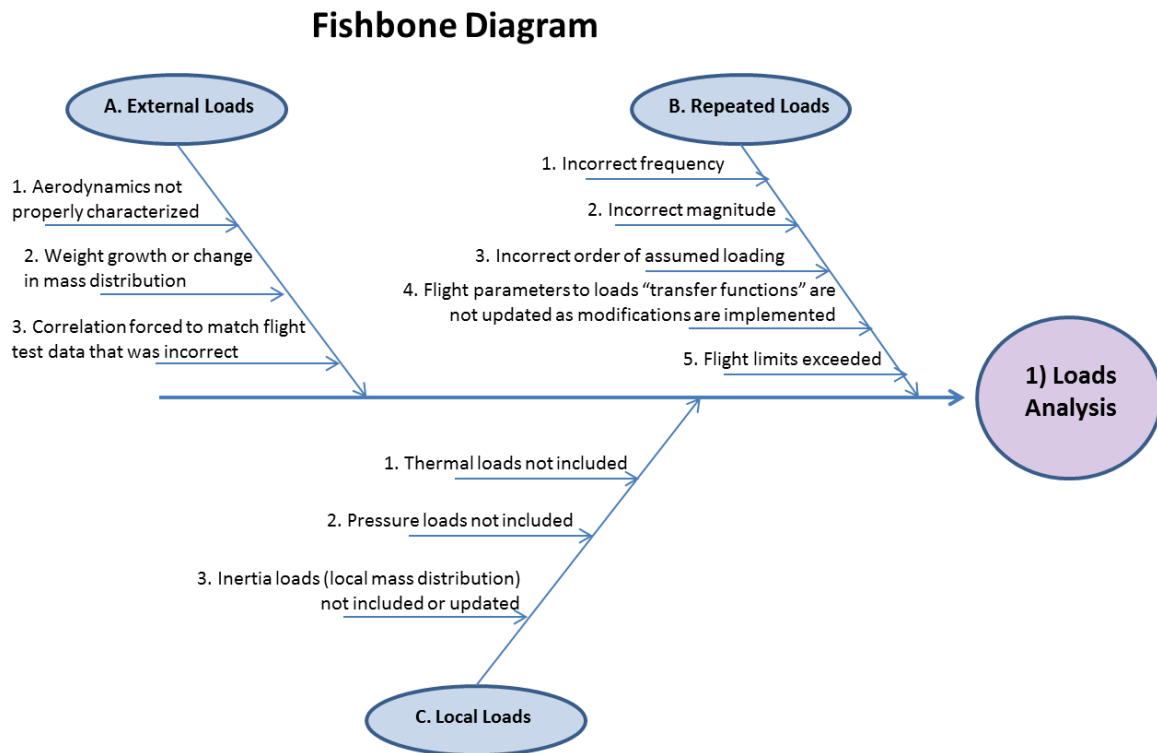 Fishbone Diagram
A. External Loads
1. Aerodynamics not
properly characterized
2. Weight growth or change
in mass distribution
3. Correlation forced to match flight
test data that was incorrect
B. Repeated Loads
1. Incorrect frequency
2. Incorrect magnitude
3. Incorrect order of assumed loading
4. Flight parameters to loads “transfer functions” are
not updated as modifications are implemented
5. Flight limits exceeded
1) Loads
Analysis
1. Thermal loads not included
2. Pressure loads not included
3. Inertia loads (local mass distribution)
not included or updated
C. Local Loads